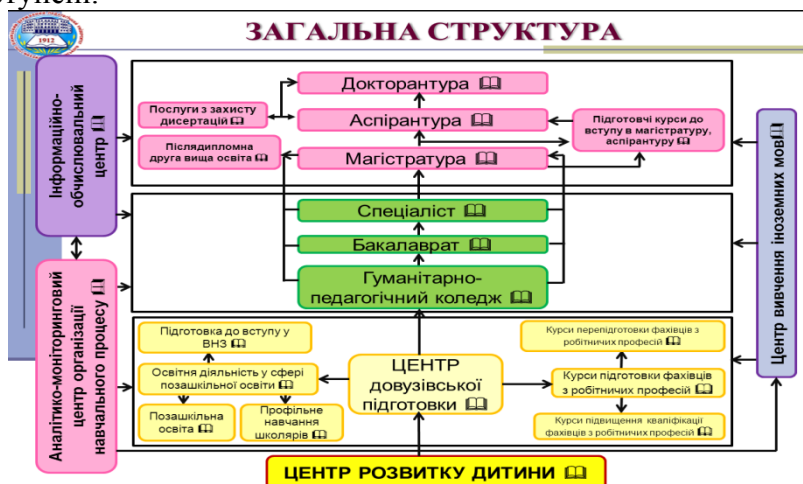 ЗАГАЛЬНА СТРУКТУРА
1912
Інформаційно-
обчислювальний
центр
Аналітико-моніторинговий
центр організації
навчального процесу
Докторантура
Послуги з захисту
дисертацій
Аспірантура
Підготовчі курси до
вступу в магістратуру,
аспірантуру
Післядипломна
друга вища освіта
Магістратура
Спеціаліст
Бакалаврат
Гуманітарно-
педагогічний коледж
Центр вивчення іноземних мов
Підготовка до вступу у
ВНЗ
Освітня діяльність у сфері
позашкільної освіти
Позашкільна
освіта
Профільне
навчання
школярів
ЦЕНТР
довузівської
підготовки
Курси перепідготовки фахівців з
робітничих професій
Курси підготовки фахівців
з робітничих професій
Курси підвищення кваліфікації
фахівців з робітничих професій
ЦЕНТР РОЗВИТКУ ДИТИНИ